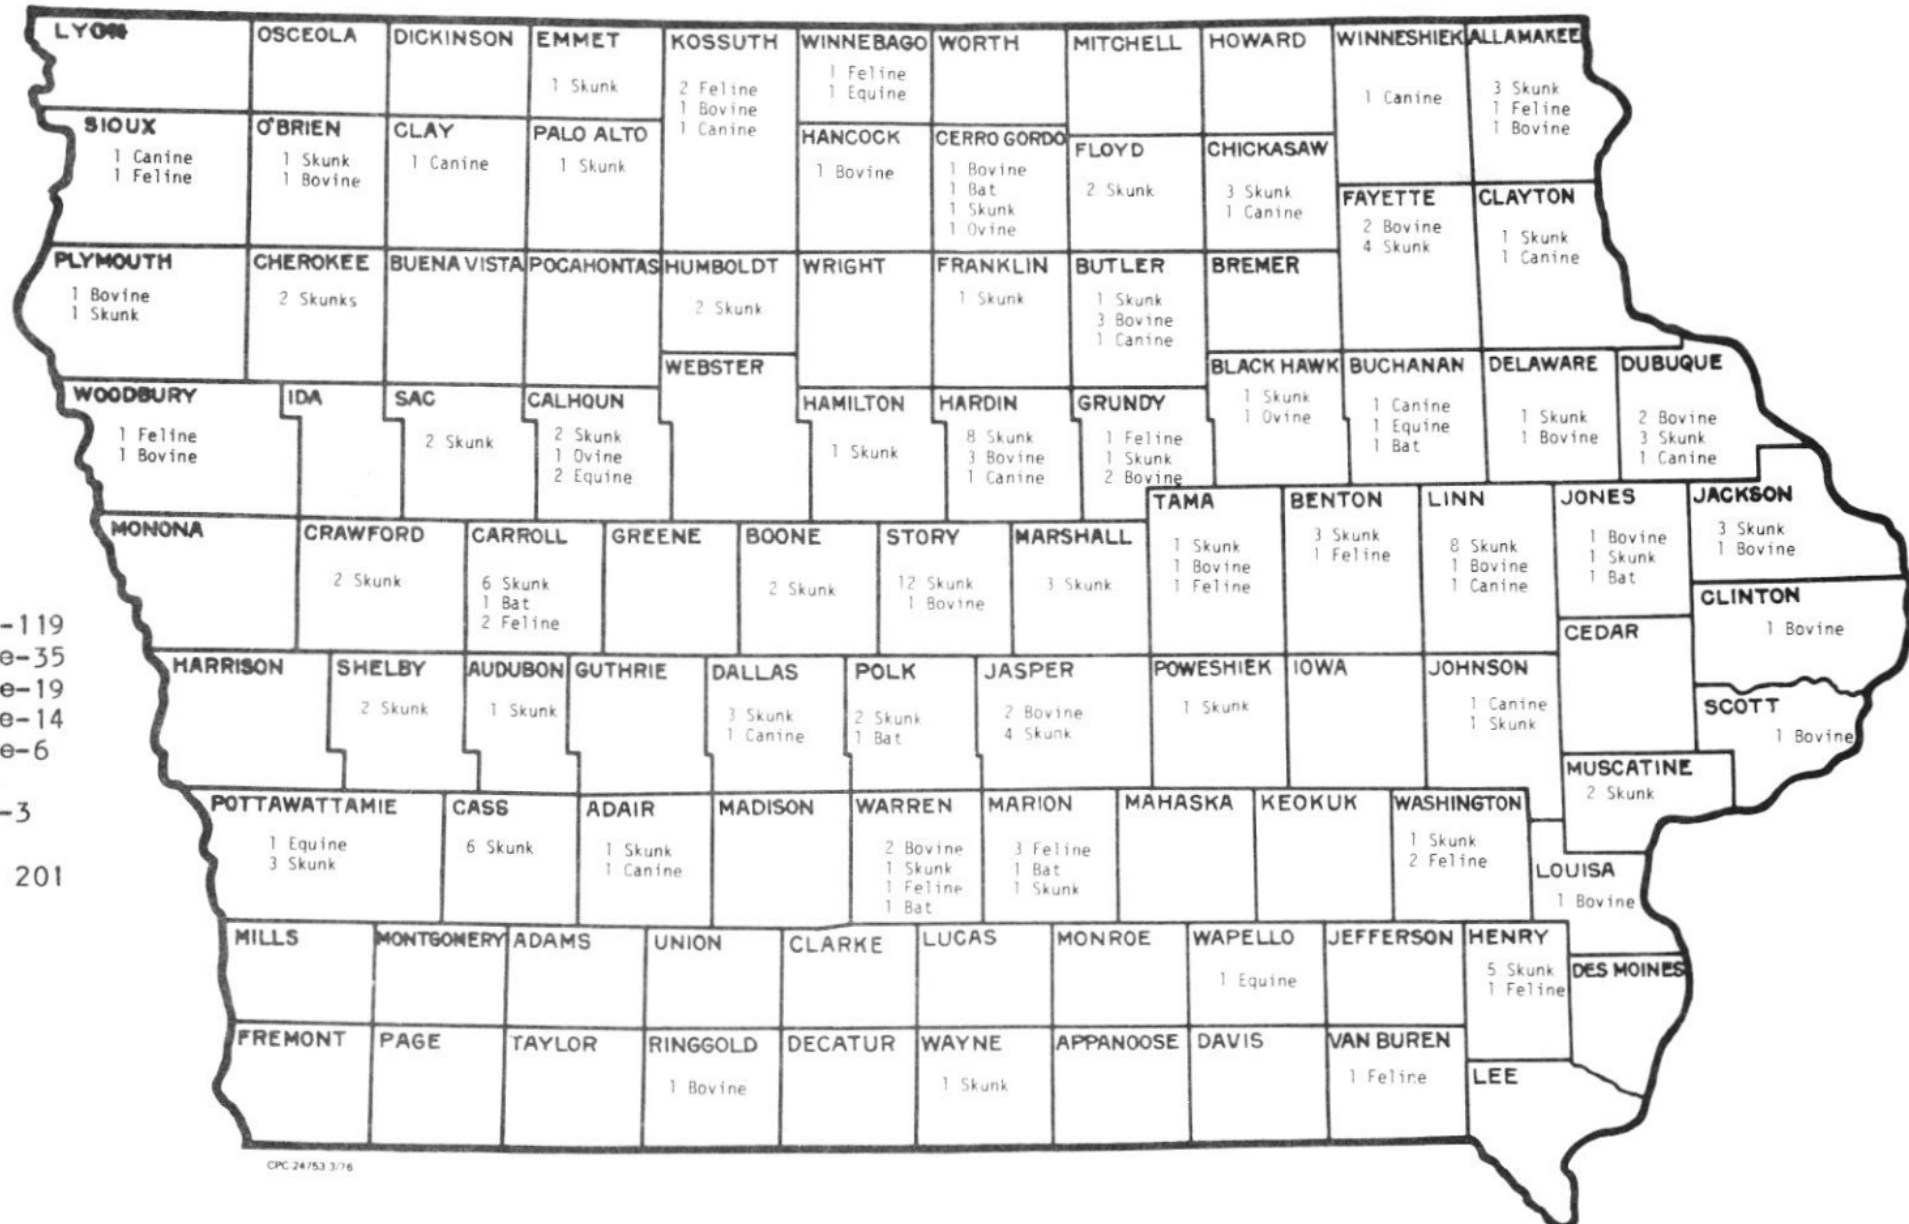 LYON
OSCEOLA
DICKINSON
EMMET
1 Skunk
KOSSUTH
2 Feline
1 Bovine
1 Canine
WINNEBAGO
1 Feline
1 Equine
WORTH
MITCHELL
HOWARD
WINNESHIEK
1 Canine
ALLAMAKEE
3 Skunk
1 Feline
1 Bovine
SIOUX
1 Canine
1 Feline
O'BRIEN
1 Skunk
1 Bovine
CLAY
1 Canine
PALO ALTO
1 Skunk
HANCOCK
1 Bovine
CERRO GORDO
1 Bovine
1 Bat
1 Skunk
1 Ovine
FLOYD
2 Skunk
CHICKASAW
3 Skunk
1 Canine
FAYETTE
2 Bovine
4 Skunk
CLAYTON
1 Skunk
1 Canine
PLYMOUTH
1 Bovine
1 Skunk
CHEROKEE
2 Skunks
BUENA VISTA
POCAHONTAS
HUMBOLDT
2 Skunk
WRIGHT
FRANKLIN
1 Skunk
BUTLER
1 Skunk
3 Bovine
1 Canine
BREMER
WEBSTER
BLACK HAWK
1 Skunk
1 Ovine
BUCHANAN
1 Canine
1 Equine
1 Bat
DELAWARE
1 Skunk
1 Bovine
DUBUQUE
2 Bovine
3 Skunk
1 Canine
WOODBURY
1 Feline
1 Bovine
IDA
SAC
2 Skunk
CALHOUN
2 Skunk
1 Ovine
2 Equine
HAMILTON
1 Skunk
HARDIN
8 Skunk
3 Bovine
1 Canine
GRUNDY
1 Feline
1 Skunk
2 Bovine
TAMA
1 Skunk
1 Bovine
1 Feline
BENTON
3 Skunk
1 Feline
LINN
8 Skunk
1 Bovine
1 Canine
JONES
1 Bovine
1 Skunk
1 Bat
JACKSON
3 Skunk
1 Bovine
MONONA
CRAWFORD
2 Skunk
CARROLL
6 Skunk
1 Bat
2 Feline
GREENE
BOONE
2 Skunk
STORY
12 Skunk
1 Bovine
MARSHALL
3 Skunk
CLINTON
1 Bovine
CEDAR
-119
e-35
e-19
e-14
e-6
-3
201
HARRISON
SHELBY
2 Skunk
AUDUBON
1 Skunk
GUTHRIE
DALLAS
3 Skunk
1 Canine
POLK
2 Skunk
1 Bat
JASPER
2 Bovine
4 Skunk
POWESHIEK
1 Skunk
IOWA
JOHNSON
1 Canine
1 Skunk
SCOTT
1 Bovine
MUSCATINE
2 Skunk
POTTAWATTAMIE
1 Equine
3 Skunk
CASS
6 Skunk
ADAIR
1 Skunk
1 Canine
MADISON
WARREN
2 Bovine
1 Skunk
1 Feline
1 Bat
MARION
3 Feline
1 Bat
1 Skunk
MAHASKA
KEOKUK
WASHINGTON
1 Skunk
2 Feline
LOUISA
1 Bovine
MILLS
MONTGOMERY
ADAMS
UNION
CLARKE
LUCAS
MONROE
WAPELLO
1 Equine
JEFFERSON
HENRY
5 Skunk
1 Feline
DES MOINES
FREMONT
PAGE
TAYLOR
RINGGOLD
1 Bovine
DECATUR
WAYNE
1 Skunk
APPANOOSE
DAVIS
VAN BUREN
1 Feline
LEE
CPC 24753 3/76